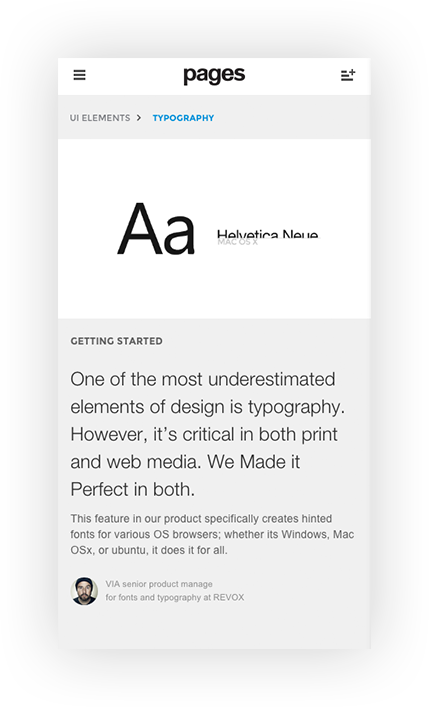 pages
UI ELEMENTS > TYPOGRAPHY
Aa
Helvetica Neue
MAC OS X
GETTING STARTED
One of the most underestimated
elements of design is typography.
However, it’s critical in both print
and web media. We Made it
Perfect in both.
This feature in our product specifically creates hinted
fonts for various OS browsers; whether its Windows, Mac
OSx, or ubuntu, it does it for all.
VIA senior product manage
for fonts and typography at REVOX